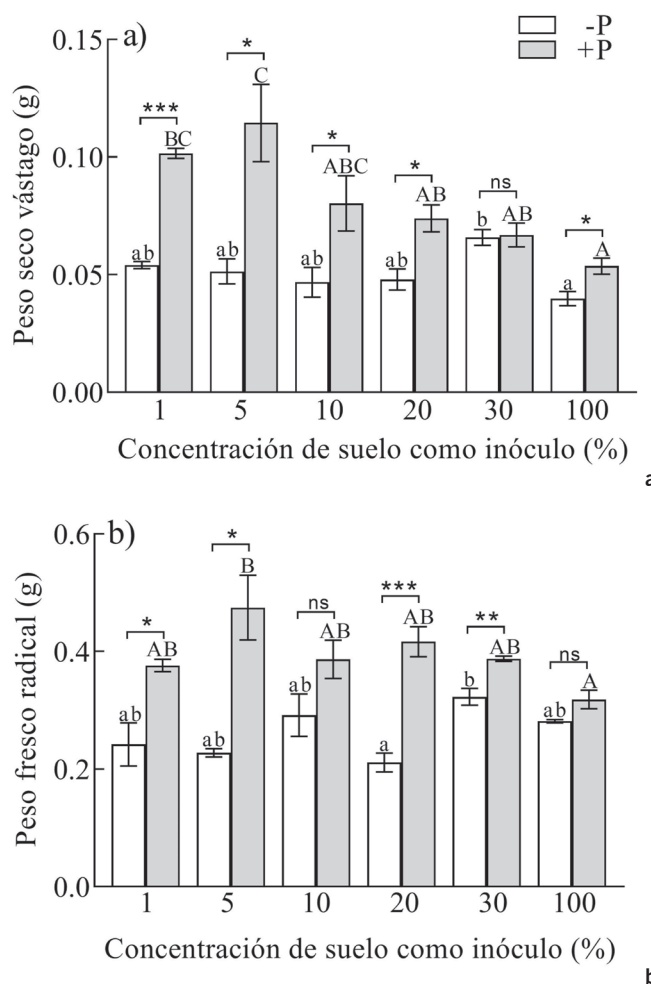 a)
-P
+P
Peso seco vástago (g)
0.15
0.10
0.05
0.00
***
*
*
*
ns
*
ab
BC
ab
C
ab
ABC
ab
AB
b
AB
a
A
1 5 10 20 30 100
Concentración de suelo como inóculo (%)
a
b)
Peso fresco radical (g)
0.6
0.4
0.2
0.0
*
*
ns
***
**
ns
ab
AB
ab
B
ab
AB
a
AB
b
AB
ab
A
1 5 10 20 30 100
Concentración de suelo como inóculo (%)
b